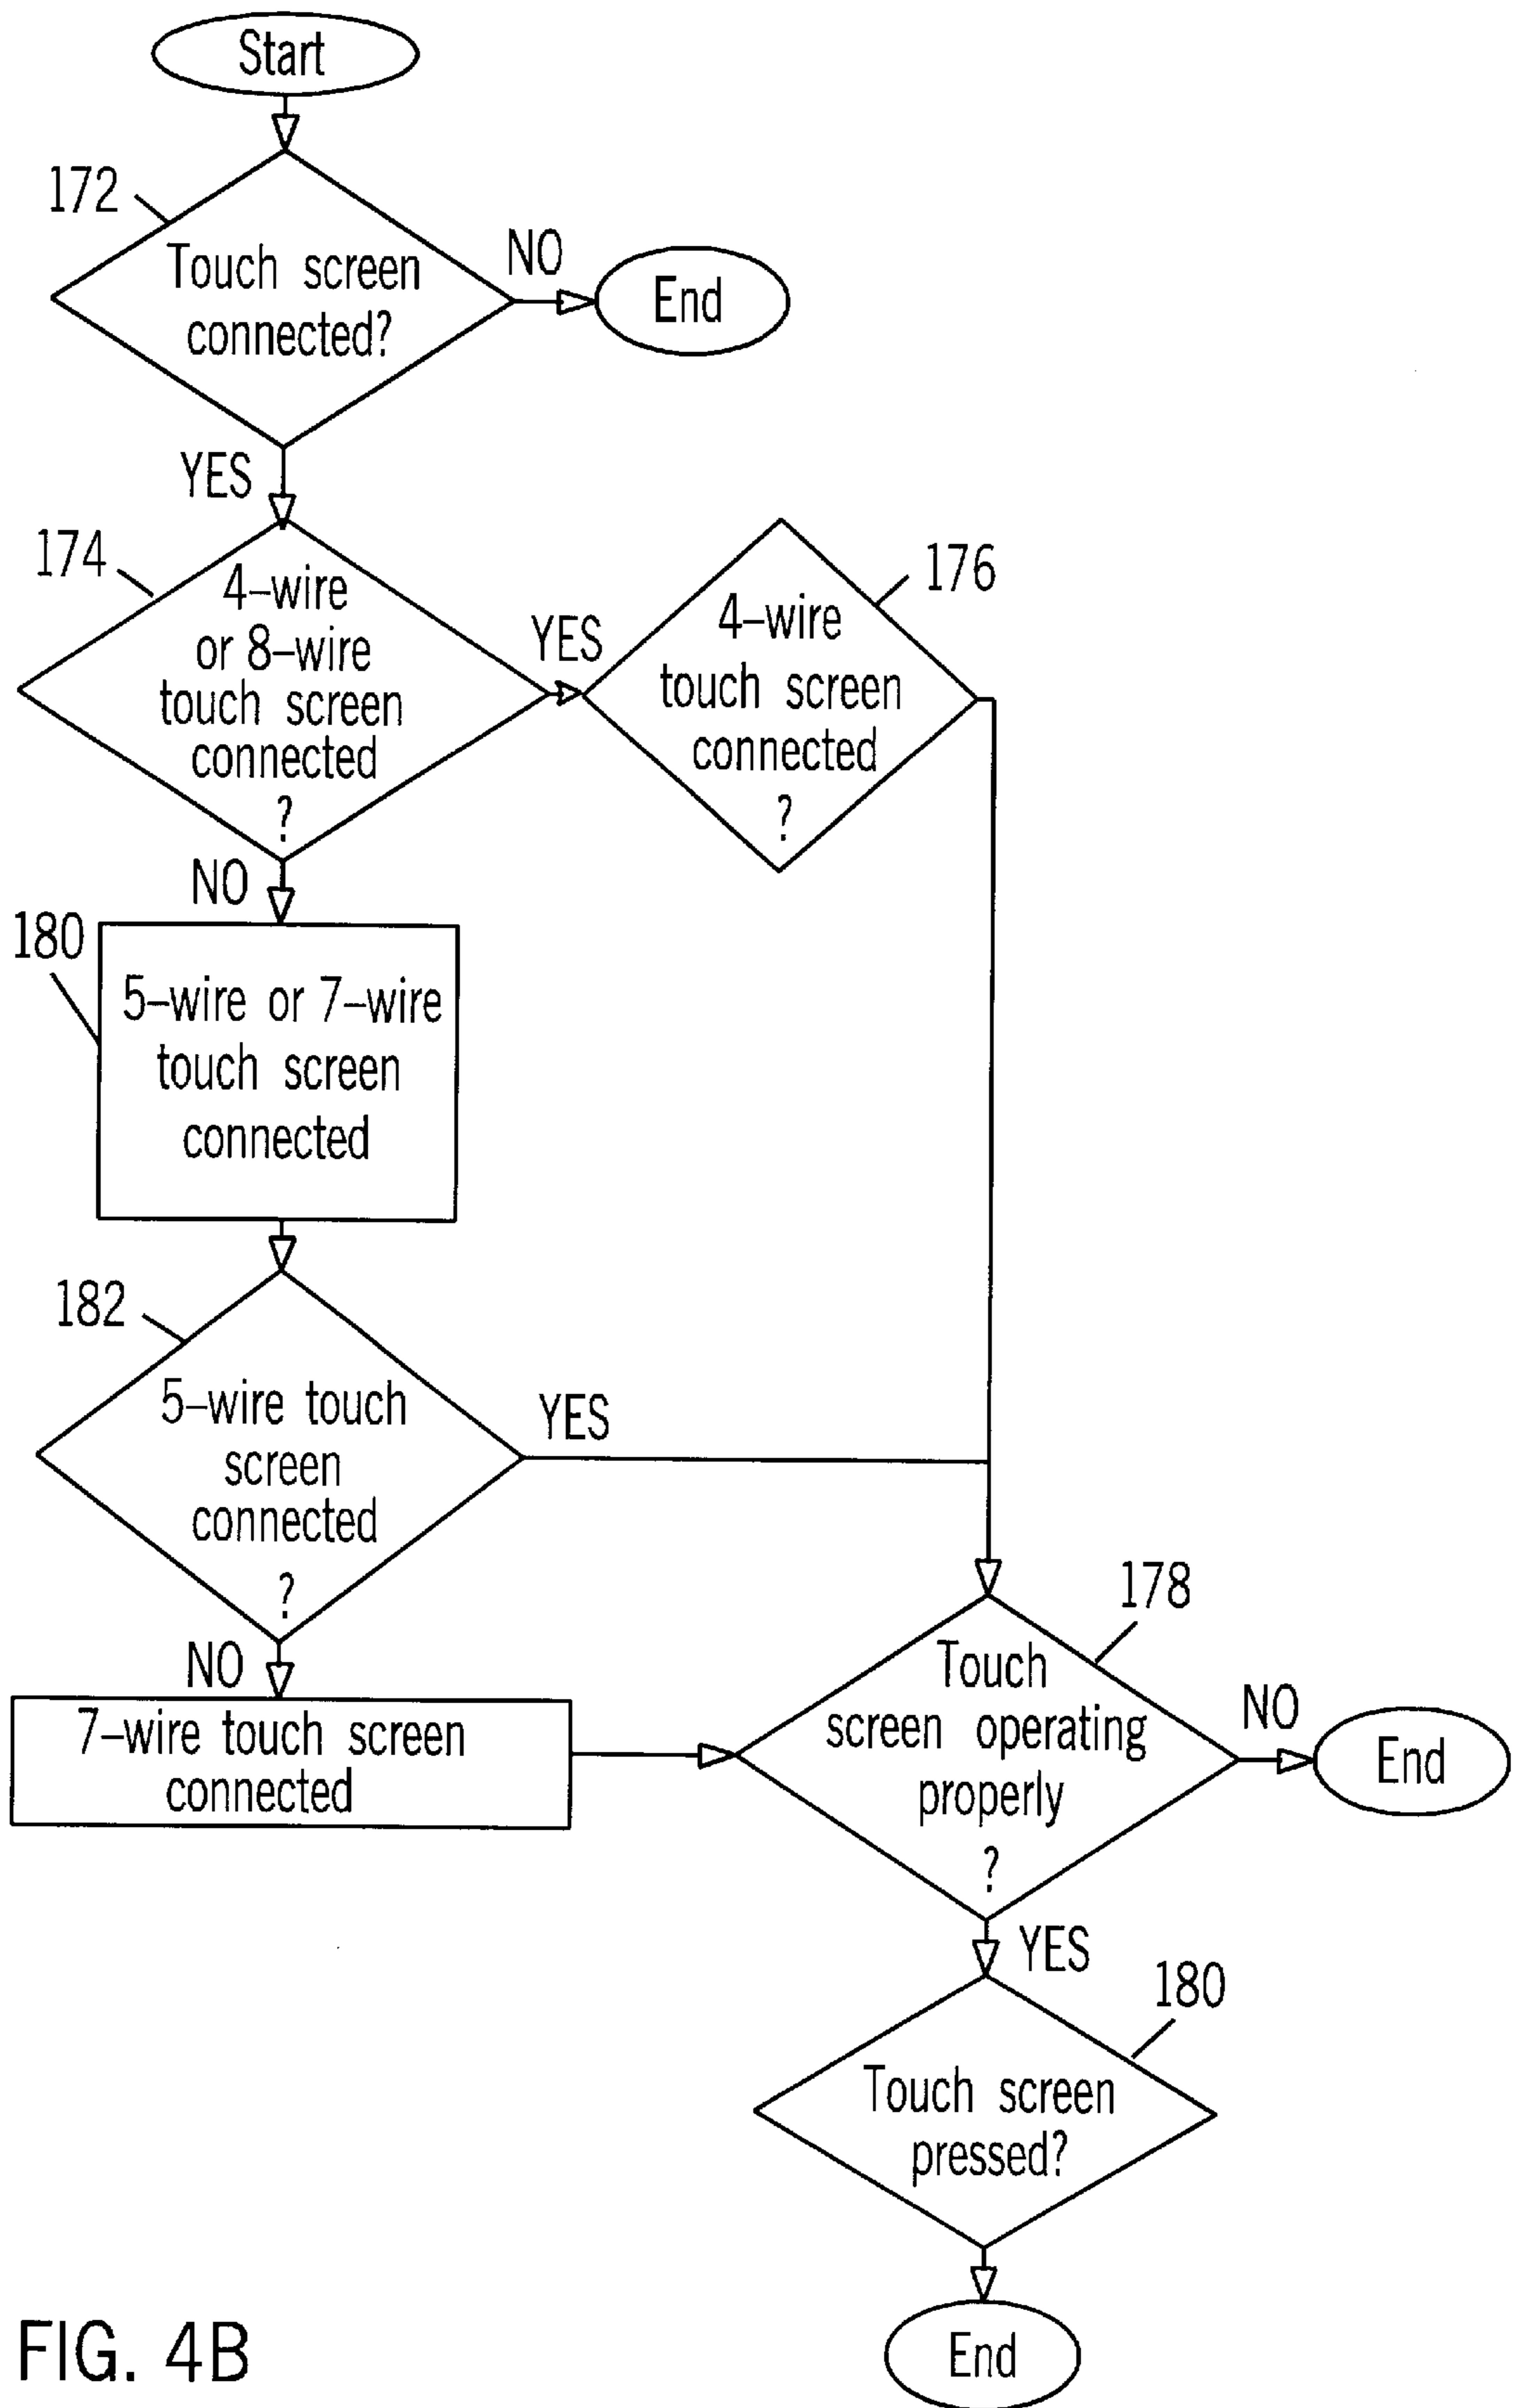 Start
172
Touch screen
connected?
NO
End
YES
174
4–wire
or 8–wire
touch screen
connected
?
YES
176
4–wire
touch screen
connected
?
NO
180
5–wire or 7–wire
touch screen
connected
182
5–wire touch
screen
connected
?
YES
NO
7–wire touch screen
connected
178
Touch
screen operating
properly
?
NO
End
YES
180
Touch screen
pressed?
End
FIG. 4B